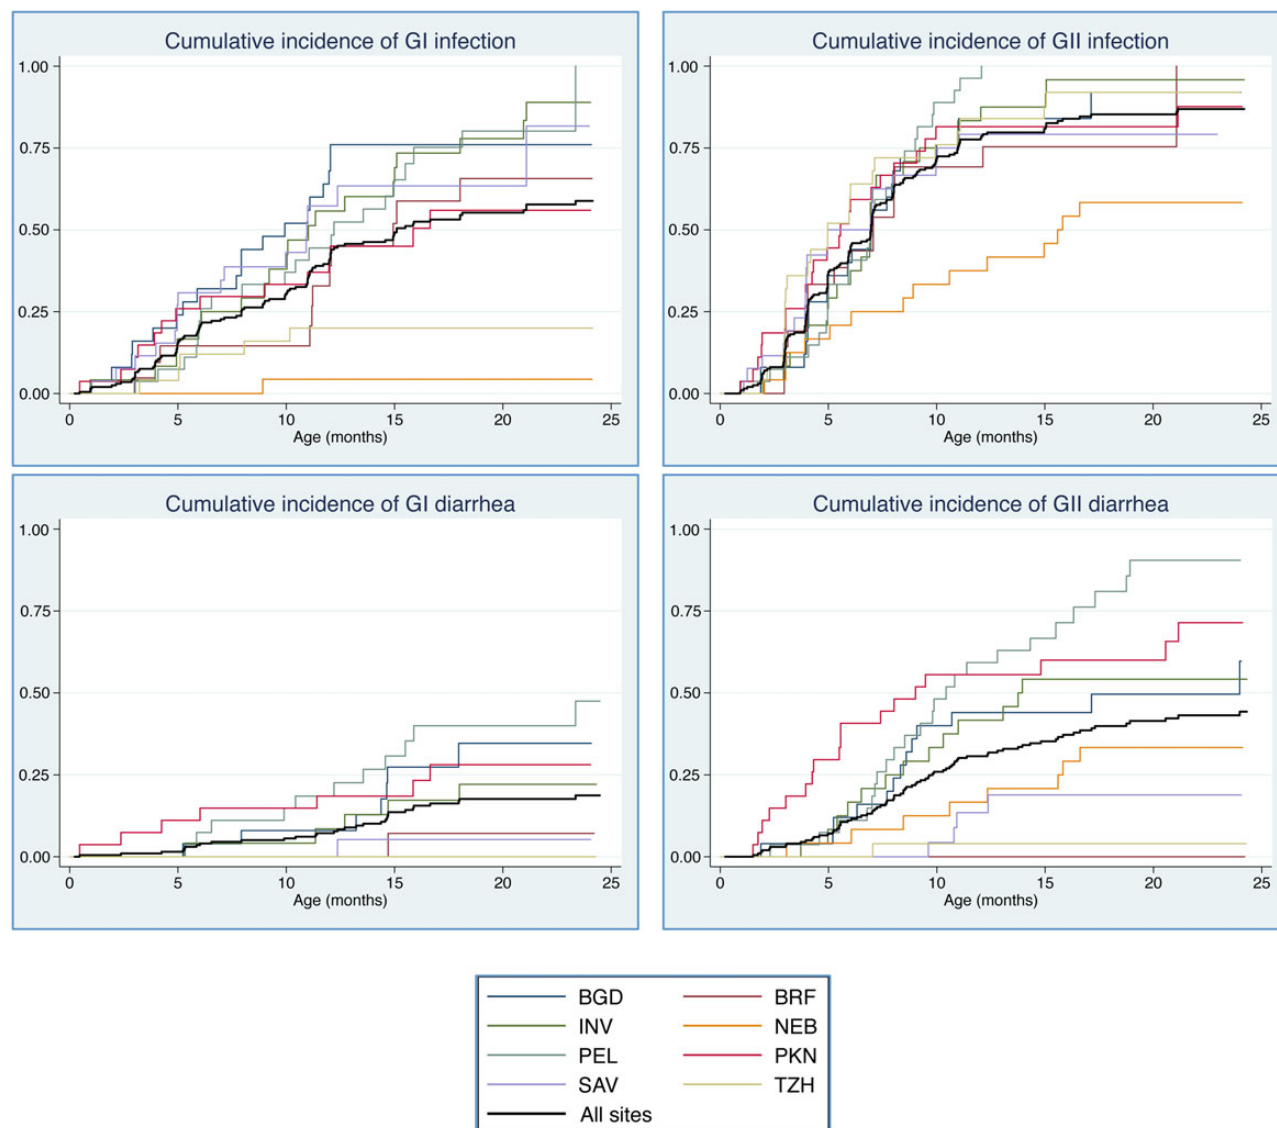 Cumulative incidence of GI infection
1.00
0.75
0.50
0.25
0.00
0 5 10 15 20 25
Age (months)
Cumulative incidence of GII infection
1.00
0.75
0.50
0.25
0.00
0 5 10 15 20 25
Age (months)
Cumulative incidence of GI diarrhea
1.00
0.75
0.50
0.25
0.00
0 5 10 15 20 25
Age (months)
Cumulative incidence of GII diarrhea
1.00
0.75
0.50
0.25
0.00
0 5 10 15 20 25
Age (months)
BGD BRF
INV NEB
PEL PKN
SAV TZH
All sites